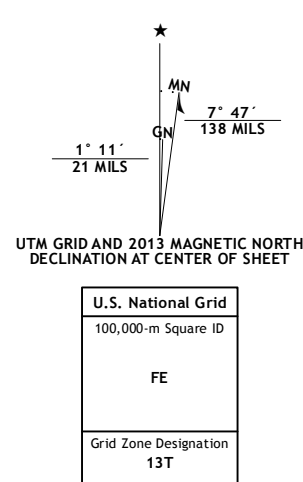 ★
MN
7° 47´
138 MILS
GN
1° 11´
21 MILS
UTM GRID AND 2013 MAGNETIC NORTH
DECLINATION AT CENTER OF SHEET
U.S. National Grid
100,000-m Square ID
FE
Grid Zone Designation
13T